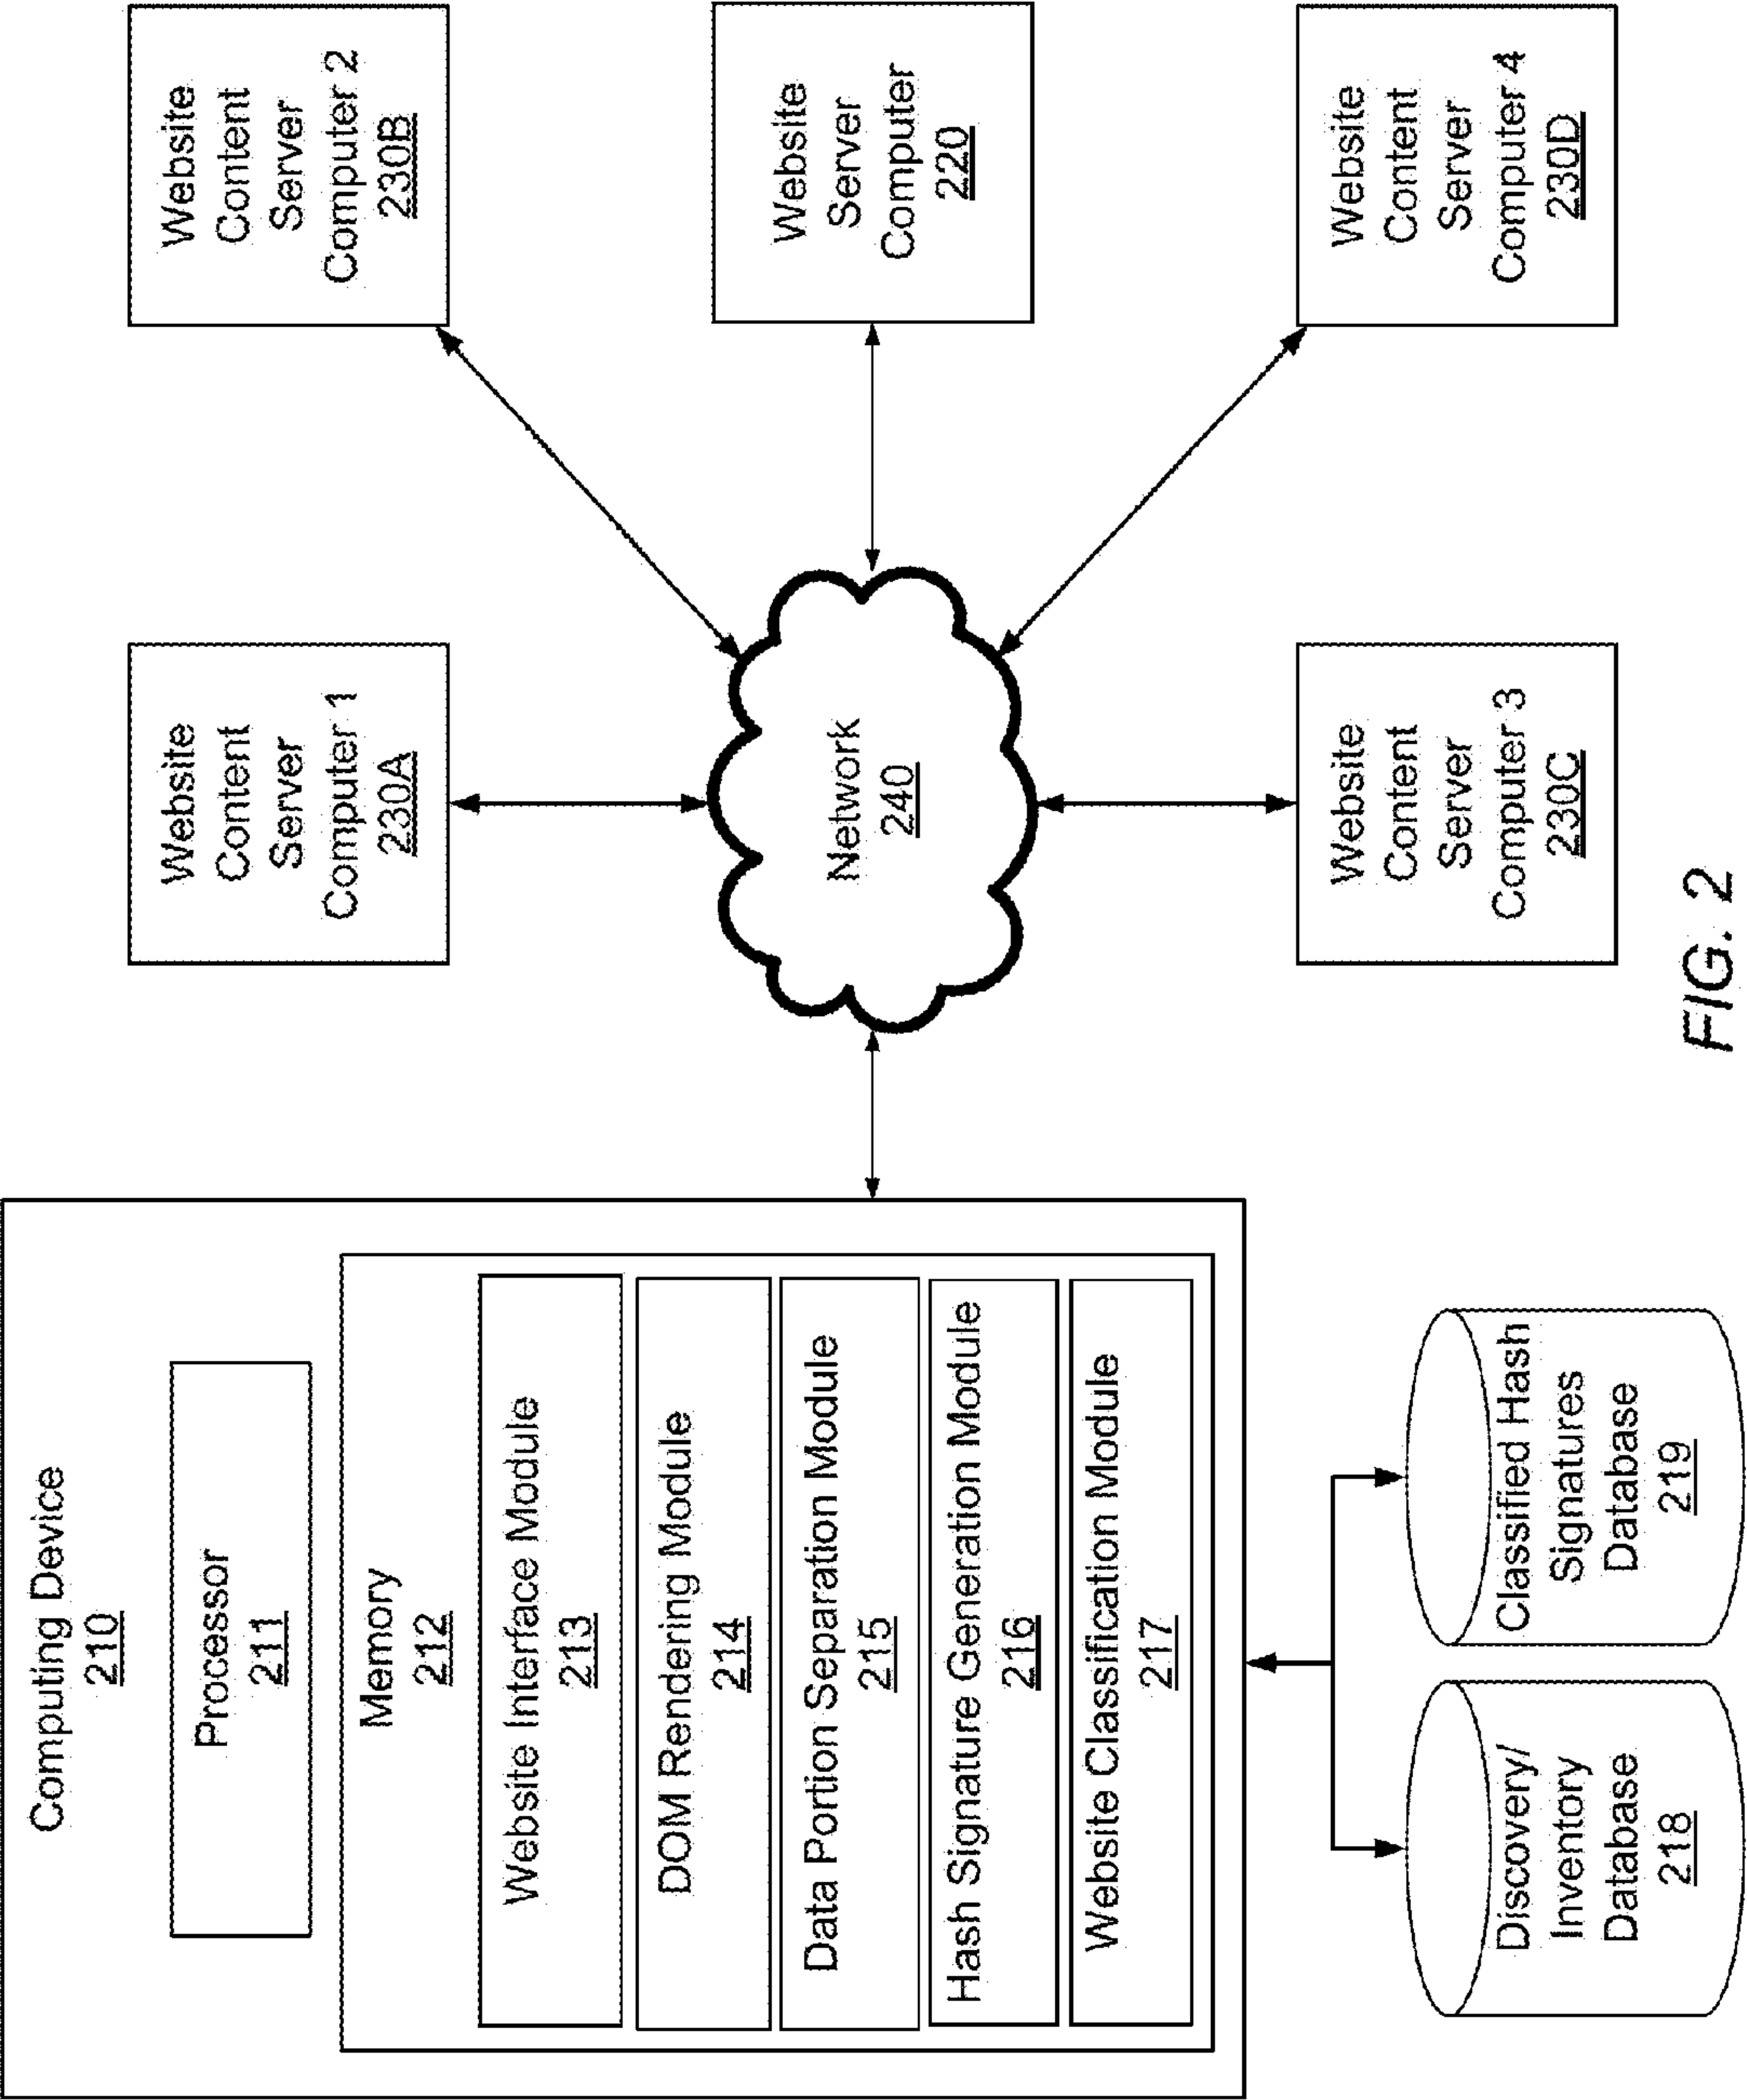 Computing Device
210
Processor
211
Memory
212
Website Interface Module
213
DOM Rendering Module
214
Data Portion Separation Module
215
Hash Signature Generation Module
216
Website Classification Module
217
Discovery/
Inventory
Database
218
Classified Hash
Signatures
Database
219
Network
240
Website
Content
Server
Computer 1
230A
Website
Content
Server
Computer 2
230B
Website
Server
Computer
220
Website
Content
Server
Computer 3
230C
Website
Content
Server
Computer 4
230D
FIG. 2